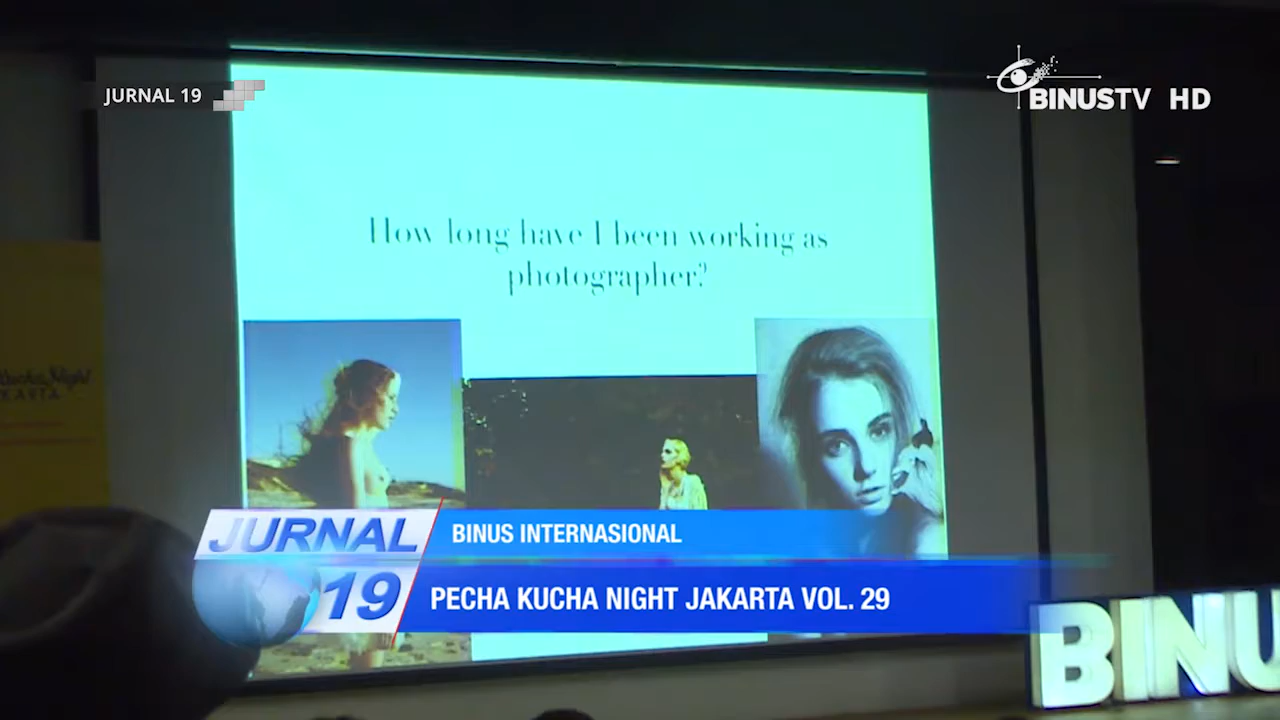 JURNAL 19
BINUSTV HD
How long have I been working as
photographer?
Night
JURNAL
19
BINUS INTERNASIONAL
PECHA KUCHA NIGHT JAKARTA VOL. 29
BINU